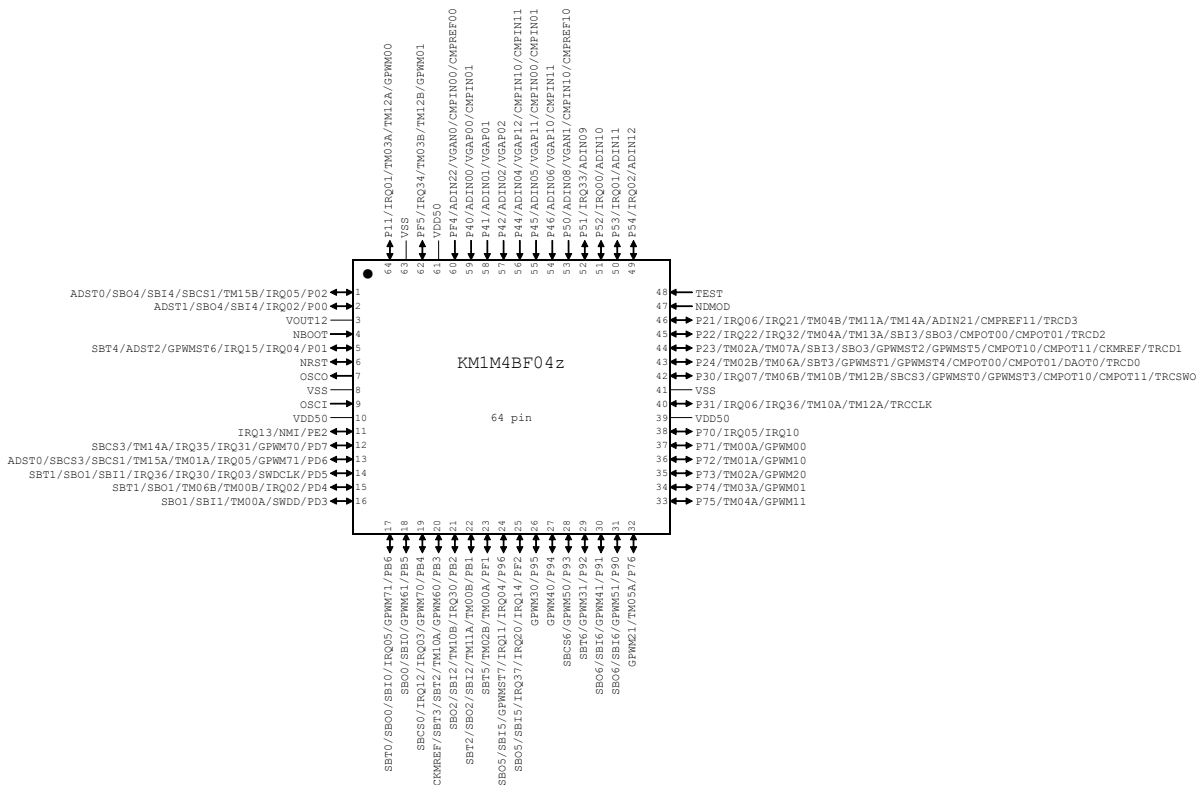 P11/IRQ01/TM03A/TM12A/GPWM00
VSS
PF5/IRQ34/TM03B/TM12B/GPWM01
VDD50
PF4/ADIN22/VGAN0/CMPIN00/CMPREF00
P40/ADIN00/VGAP00/CMPIN01
P41/ADIN01/VGAP01
P42/ADIN02/VGAP02
P44/ADIN04/VGAP12/CMPIN10/CMPIN11
P45/ADIN05/VGAP11/CMPIN00/CMPIN01
P46/ADIN06/VGAP10/CMPIN11
P50/ADIN08/VGAN1/CMPIN10/CMPREF10
P51/IRQ33/ADIN09
P52/IRQ00/ADIN10
P53/IRQ01/ADIN11
P54/IRQ02/ADIN12
64 63 62 61 60 59 58 57 56 55 54 53 52 51 50 49
ADST0/SBO4/SBI4/SBCS1/TM15B/IRQ05/P02 1
ADST1/SBO4/SBI4/IRQ02/P00 2
VOUT12 3
NBOOT 4
SBT4/ADST2/GPWMST6/IRQ15/IRQ04/P01 5
NRST 6
OSCO 7
VSS 8
OSCI 9
VDD50 10
IRQ13/NMI/PE2 11
SBCS3/TM14A/IRQ35/IRQ31/GPWM70/PD7 12
ADST0/SBCS3/SBCS1/TM15A/TM01A/IRQ05/GPWM71/PD6 13
SBT1/SBO1/SBI1/IRQ36/IRQ30/IRQ03/SWDCLK/PD5 14
SBT1/SBO1/TM06B/TM00B/IRQ02/PD4 15
SBO1/SBI1/TM00A/SWDD/PD3 16
KM1M4BF04z
64 pin
48 TEST
47 NDMOD
46 P21/IRQ06/IRQ21/TM04B/TM11A/TM14A/ADIN21/CMPREF11/TRCD3
45 P22/IRQ22/IRQ32/TM04A/TM13A/SBI3/SBO3/CMPOT00/CMPOT01/TRCD2
44 P23/TM02A/TM07A/SBI3/SBO3/GPWMST2/GPWMST5/CMPOT10/CMPOT11/CKMREF/TRCD1
43 P24/TM02B/TM06A/SBT3/GPWMST1/GPWMST4/CMPOT00/CMPOT01/DAOT0/TRCD0
42 P30/IRQ07/TM06B/TM10B/TM12B/SBCS3/GPWMST0/GPWMST3/CMPOT10/CMPOT11/TRCSWO
41 VSS
40 P31/IRQ06/IRQ36/TM10A/TM12A/TRCCLK
39 VDD50
38 P70/IRQ05/IRQ10
37 P71/TM00A/GPWM00
36 P72/TM01A/GPWM10
35 P73/TM02A/GPWM20
34 P74/TM03A/GPWM01
33 P75/TM04A/GPWM11
17 18 19 20 21 22 23 24 25 26 27 28 29 30 31 32
SBT0/SBO0/SBI0/IRQ05/GPWM71/PB6
SBO0/SBI0/GPWM61/PB5
SBCS0/IRQ12/IRQ03/GPWM70/PB4
CKMREF/SBT3/SBT2/TM10A/GPWM60/PB3
SBO2/SBI2/TM10B/IRQ30/PB2
SBT2/SBO2/SBI2/TM11A/TM00B/PB1
SBT5/TM02B/TM00A/PF1
SBO5/SBI5/GPWMST7/IRQ11/IRQ04/P96
SBO5/SBI5/IRQ37/IRQ20/IRQ14/PF2
GPWM30/P95
GPWM40/P94
SBCS6/GPWM50/P93
SBT6/GPWM31/P92
SBO6/SBI6/GPWM41/P91
SBO6/SBI6/GPWM51/P90
GPWM21/TM05A/P76